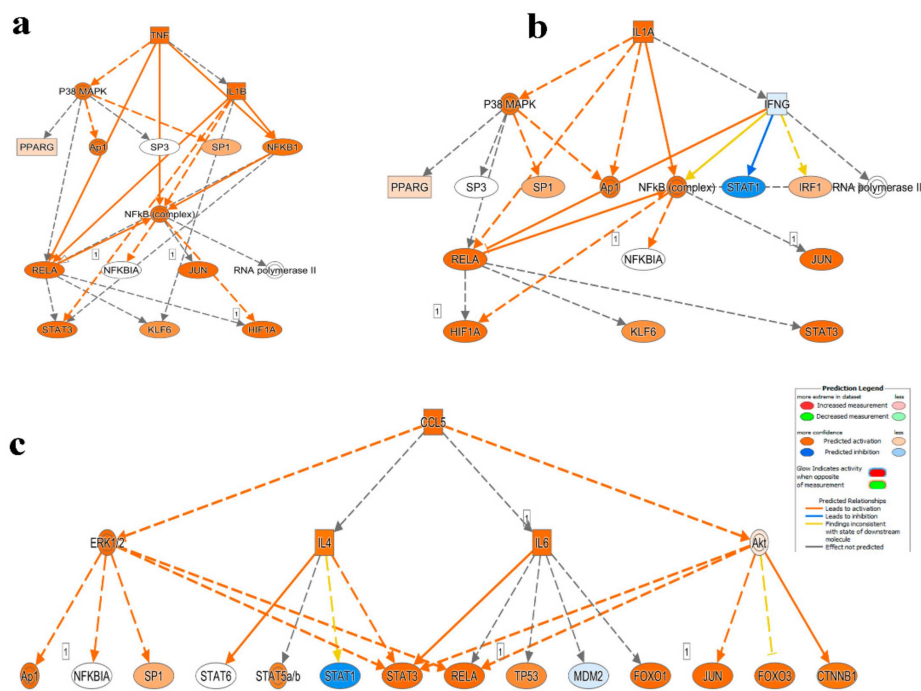 a
TNF
P38 MAPK
IL1B
PPARG
Ap1
SP3
SP1
NFKB1
NFkB (complex)
1
1
RELA
NFKBIA
JUN
RNA polymerase II
1
STAT3
KLF6
HIF1A
b
IL1A
P38 MAPK
IFNG
PPARG
SP3
SP1
Ap1
NFkB (complex)
STAT1
IRF1
RNA polymerase II
1
1
RELA
NFKBIA
JUN
1
HIF1A
KLF6
STAT3
c
CCL5
1
ERK1/2
IL4
IL6
Akt
1
1
Ap1
NFKBIA
SP1
STAT6
STAT5a/b
STAT1
STAT3
RELA
TP53
MDM2
FOXO1
JUN
FOXO3
CTNNB1
Prediction Legend
more extreme in dataset less
Increased measurement
Decreased measurement
more confidence less
Predicted activation
Predicted inhibition
Glow Indicates activity
when opposite
of measurement
Predicted Relationships
Leads to activation
Leads to inhibition
Findings inconsistent
with state of downstream
molecule
Effect not predicted